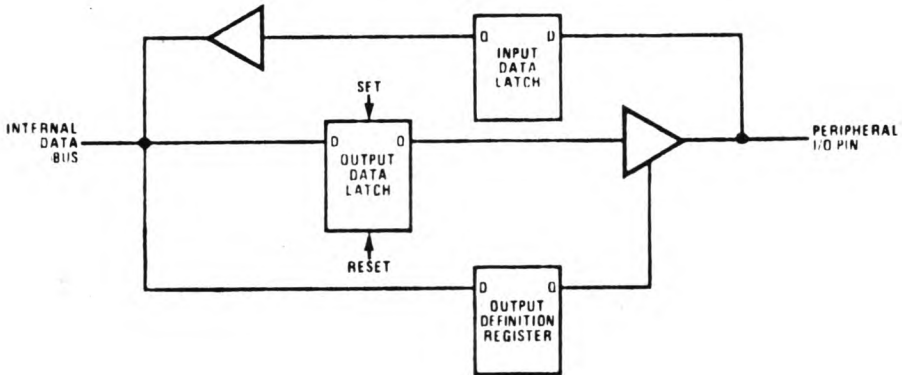 Q D
INPUT
DATA
LATCH
SET
INTERNAL
DATA
BUS
D Q
OUTPUT
DATA
LATCH
PERIPHERAL
I/O PIN
RESET
D Q
OUTPUT
DEFINITION
REGISTER